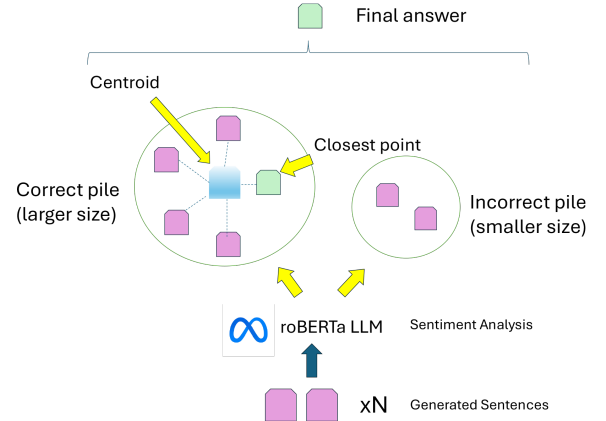 Final answer
Centroid
Closest point
Correct pile
(larger size)
Incorrect pile
(smaller size)
roBERTa LLM
Sentiment Analysis
xN
Generated Sentences